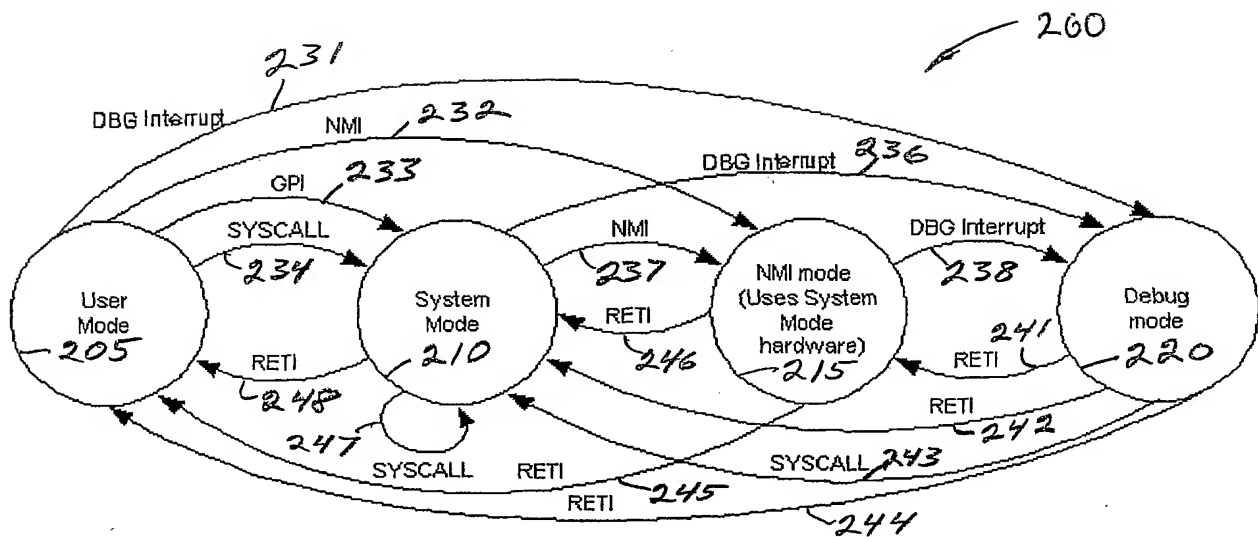 200
231
DBG Interrupt
NMI
232
GPI
233
DBG Interrupt
236
SYSCALL
234
NMI
237
DBG Interrupt
238
User
Mode
205
System
Mode
210
NMI mode
(Uses System
Mode
hardware)
215
Debug
mode
220
RETI
248
RETI
246
241
RETI
247
SYSCALL
RETI
242
SYSCALL
243
RETI
245
RETI
244